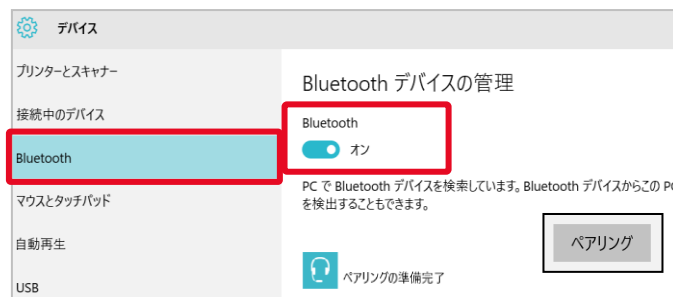 デバイス
プリンターとスキャナー
接続中のデバイス
Bluetooth
マウスとタッチパッド
自動再生
USB
Bluetooth デバイスの管理
Bluetooth
オン
PC で Bluetooth デバイスを検索しています。Bluetooth デバイスからこの PC
を検出することもできます。
ペアリング
ペアリングの準備完了